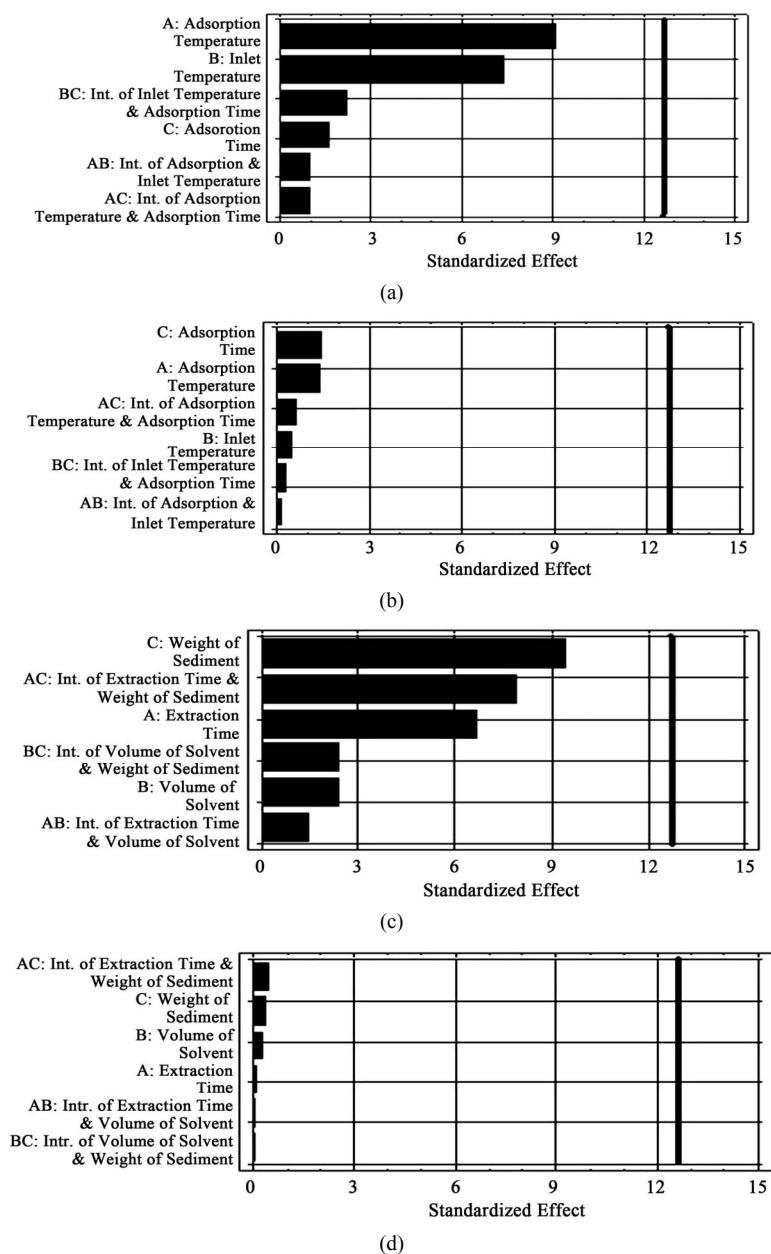 A: Adsorption
Temperature
B: Inlet
Temperature
BC: Int. of Inlet Temperature
& Adsorption Time
C: Adsorotion
Time
AB: Int. of Adsorption &
Inlet Temperature
AC: Int. of Adsorption
Temperature & Adsorption Time
0 3 6 9 12 15
Standardized Effect
(a)
C: Adsorption
Time
A: Adsorption
Temperature
AC: Int. of Adsorption
Temperature & Adsorption Time
B: Inlet
Temperature
BC: Int. of Inlet Temperature
& Adsorption Time
AB: Int. of Adsorption &
Inlet Temperature
0 3 6 9 12 15
Standardized Effect
(b)
C: Weight of
Sediment
AC: Int. of Extraction Time &
Weight of Sediment
A: Extraction
Time
BC: Int. of Volume of Solvent
& Weight of Sediment
B: Volume of
Solvent
AB: Int. of Extraction Time
& Volume of Solvent
0 3 6 9 12 15
Standardized Effect
(c)
AC: Int. of Extraction Time &
Weight of Sediment
C: Weight of
Sediment
B: Volume of
Solvent
A: Extraction
Time
AB: Intr. of Extraction Time
& Volume of Solvent
BC: Intr. of Volume of Solvent
& Weight of Sediment
0 3 6 9 12 15
Standardized Effect
(d)